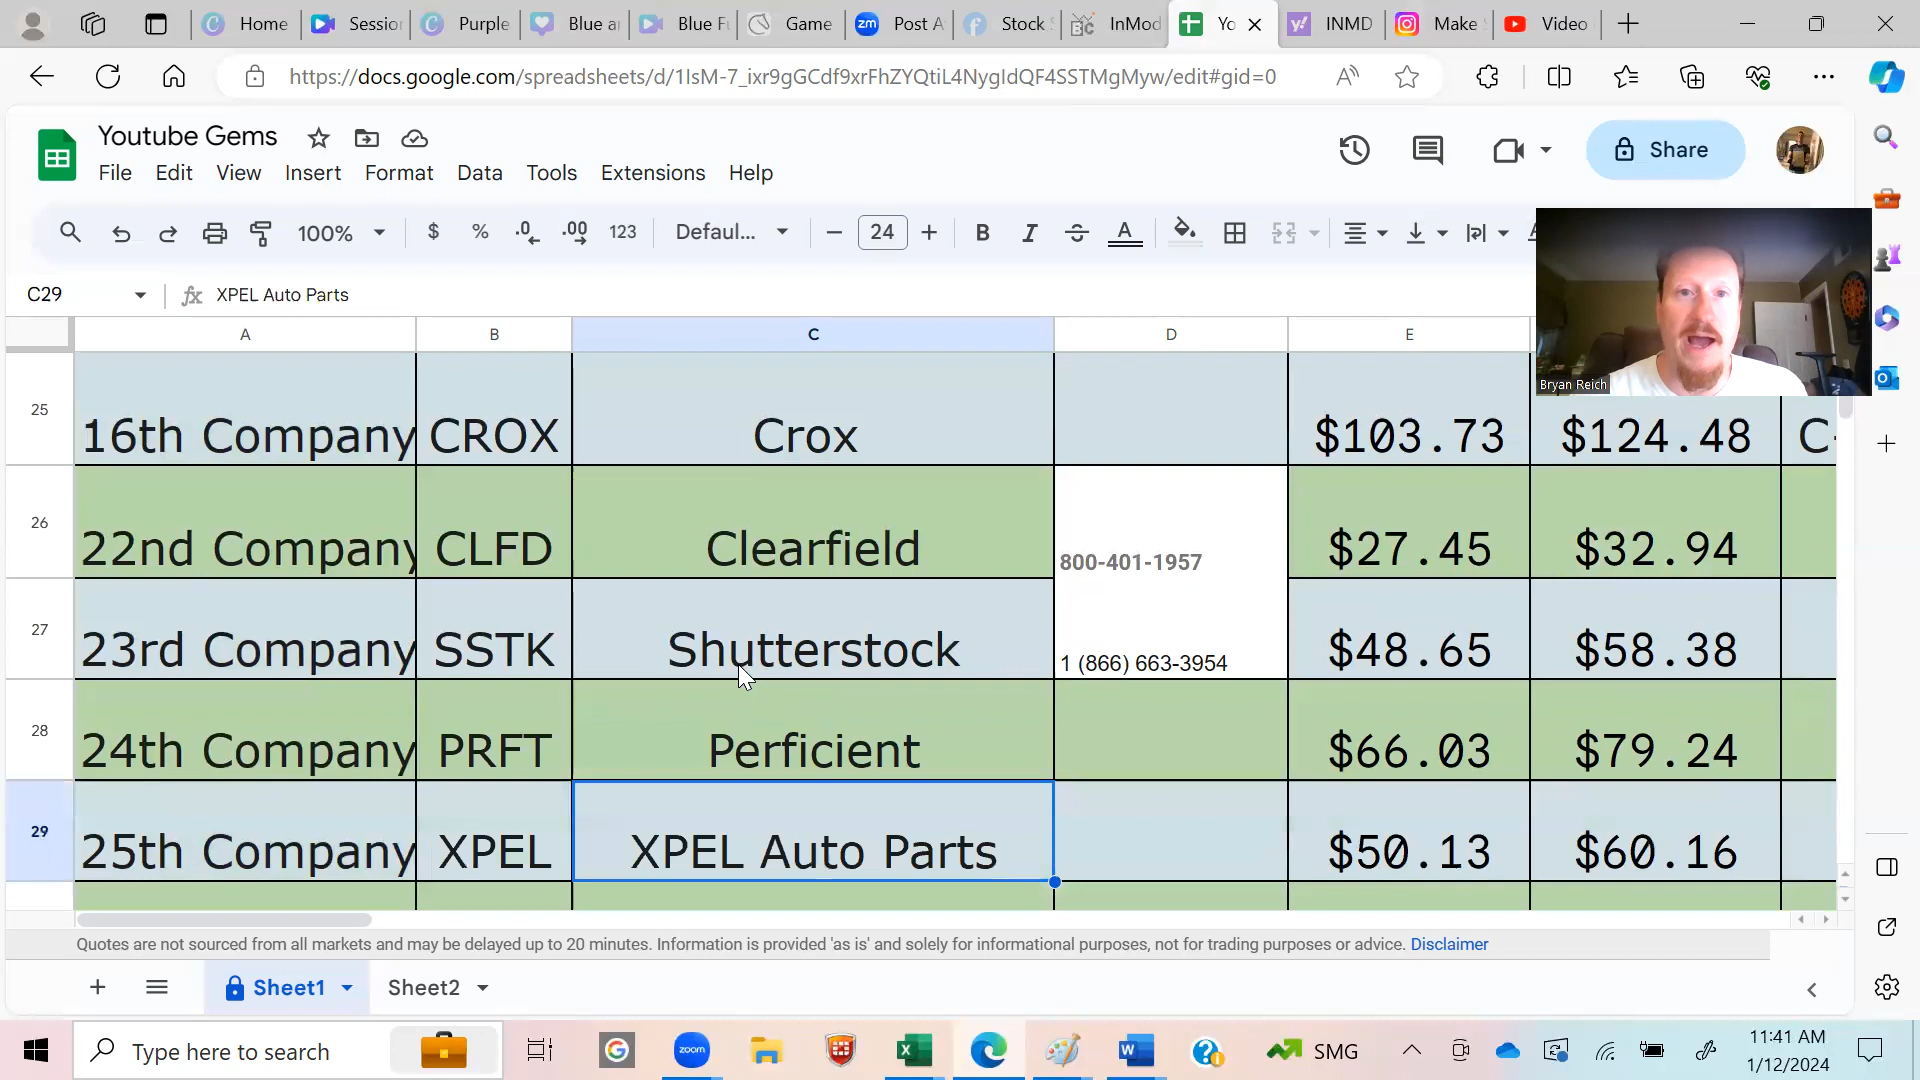 Home
Session
Purple
Blue a
Blue F
Game
Post A
Stock
InMod
Yo
INMD
Make
Video
https://docs.google.com/spreadsheets/d/1IsM-7_ixr9gGCdf9xrFhZYQtiL4NygIdQF4SSTMgMyw/edit#gid=0
Youtube Gems
File Edit View Insert Format Data Tools Extensions Help
Share
100% $ % .0 .00 123 Defaul... 24 B I A
C29 fx XPEL Auto Parts
Bryan Reich
A B C D E
25 16th Company CROX Crox $103.73 $124.48 C-
26 22nd Company CLFD Clearfield 800-401-1957 $27.45 $32.94
27 23rd Company SSTK Shutterstock 1 (866) 663-3954 $48.65 $58.38
28 24th Company PRFT Perficient $66.03 $79.24
29 25th Company XPEL XPEL Auto Parts $50.13 $60.16
Quotes are not sourced from all markets and may be delayed up to 20 minutes. Information is provided 'as is' and solely for informational purposes, not for trading purposes or advice. Disclaimer
Sheet1 Sheet2
Type here to search
zoom
SMG
11:41 AM
1/12/2024